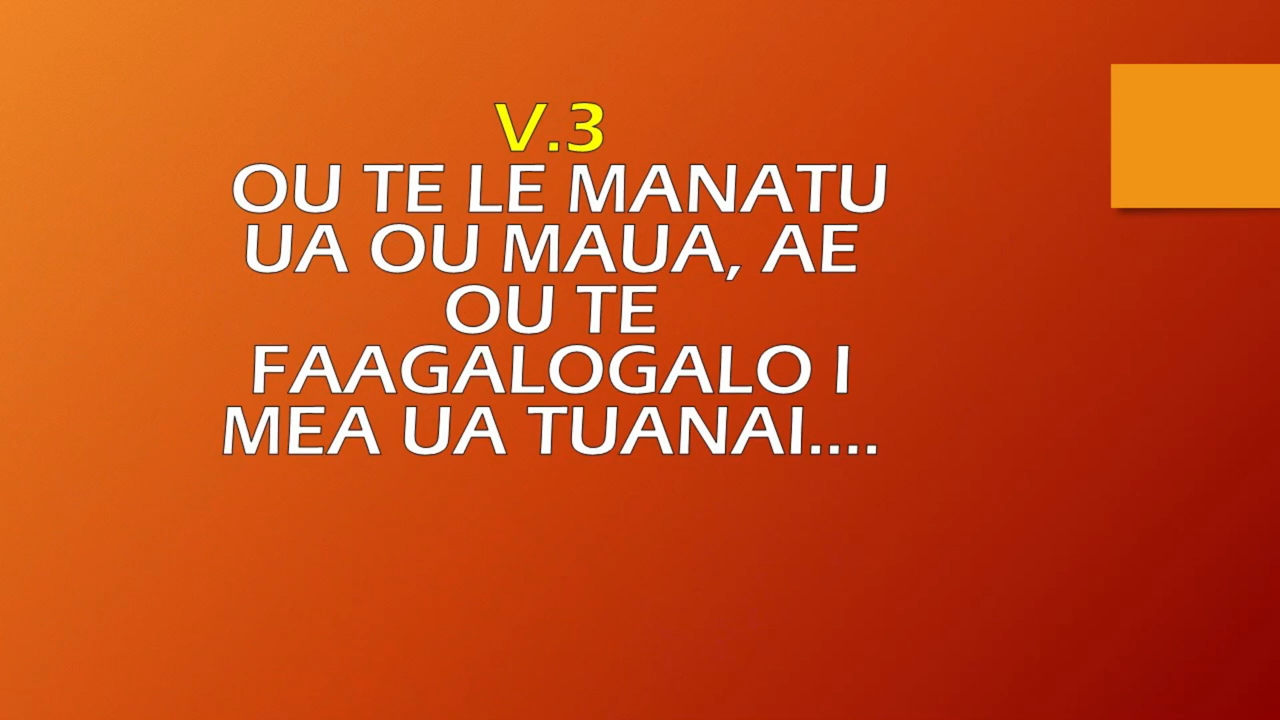 V.3
OU TE LE MANATU
UA OU MAUA, AE
OU TE
FAAGALOGALO I
MEA UA TUANAI....